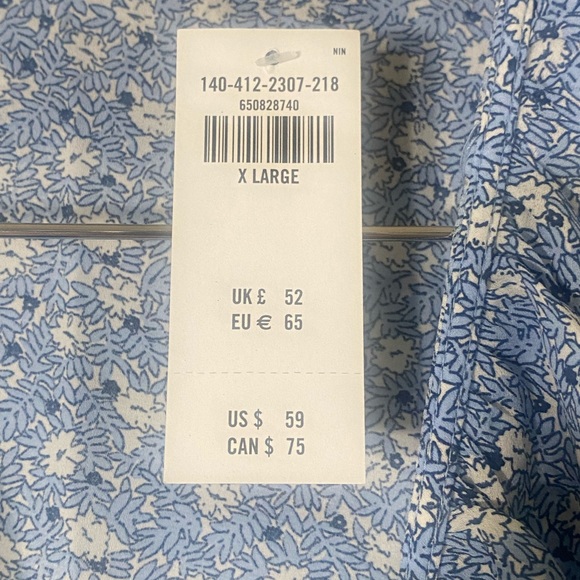 NIN
140-412-2307-218
650828740
X LARGE
UK £ 52
EU € 65
US $ 59
CAN $ 75